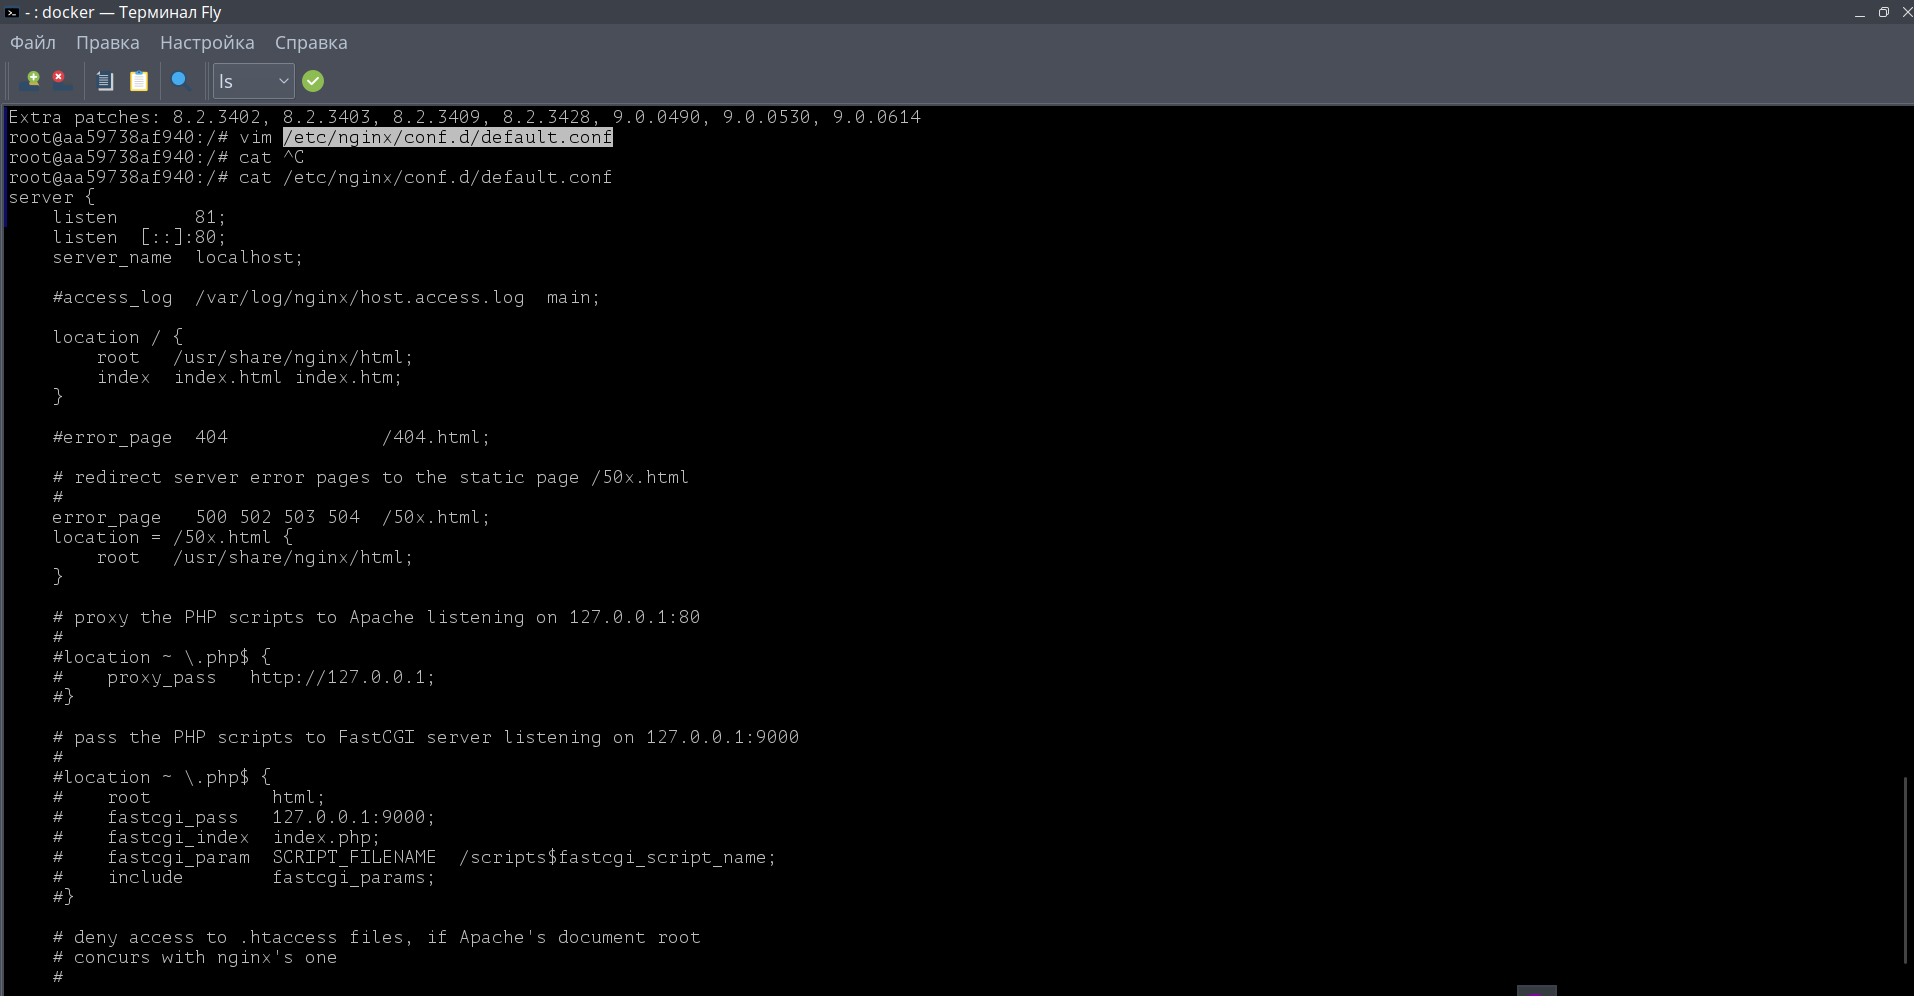 - : docker — Терминал Fly
Файл Правка Настройка Справка
ls
Extra patches: 8.2.3402, 8.2.3403, 8.2.3409, 8.2.3428, 9.0.0490, 9.0.0530, 9.0.0614
root@aa59738af940:/# vim /etc/nginx/conf.d/default.conf
root@aa59738af940:/# cat ^C
root@aa59738af940:/# cat /etc/nginx/conf.d/default.conf
server {
    listen       81;
    listen  [::]:80;
    server_name  localhost;

    #access_log  /var/log/nginx/host.access.log  main;

    location / {
        root   /usr/share/nginx/html;
        index  index.html index.htm;
    }

    #error_page  404              /404.html;

    # redirect server error pages to the static page /50x.html
    #
    error_page   500 502 503 504  /50x.html;
    location = /50x.html {
        root   /usr/share/nginx/html;
    }

    # proxy the PHP scripts to Apache listening on 127.0.0.1:80
    #
    #location ~ \.php$ {
    #    proxy_pass   http://127.0.0.1;
    #}

    # pass the PHP scripts to FastCGI server listening on 127.0.0.1:9000
    #
    #location ~ \.php$ {
    #    root           html;
    #    fastcgi_pass   127.0.0.1:9000;
    #    fastcgi_index  index.php;
    #    fastcgi_param  SCRIPT_FILENAME  /scripts$fastcgi_script_name;
    #    include        fastcgi_params;
    #}

    # deny access to .htaccess files, if Apache's document root
    # concurs with nginx's one
    #